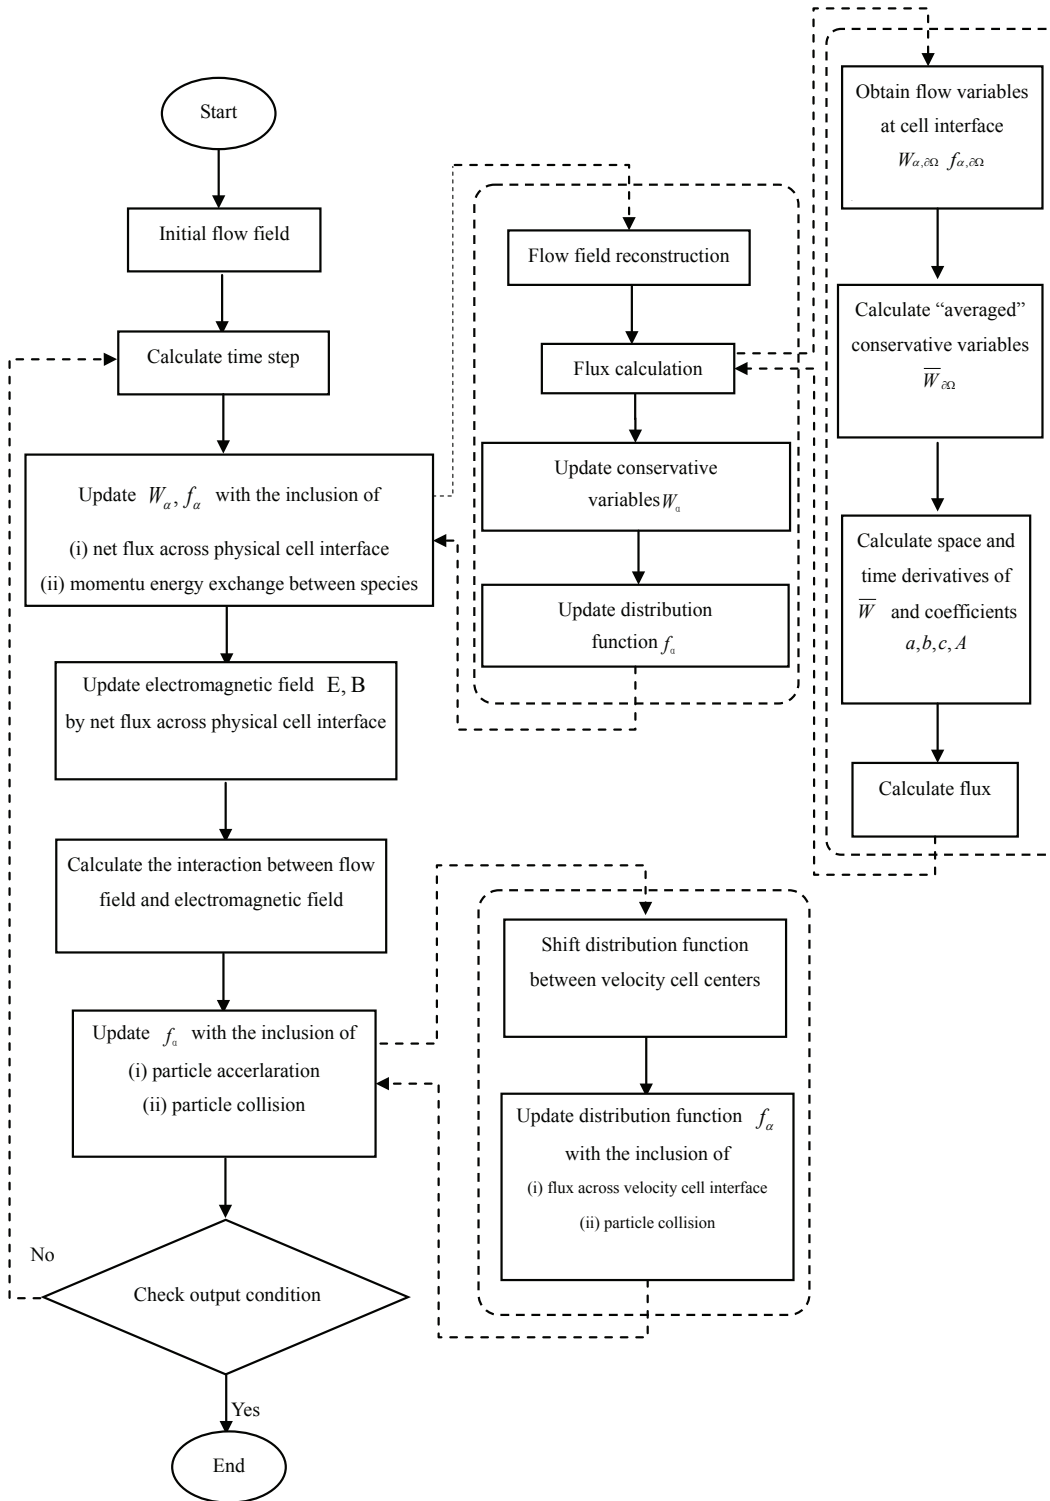 Start
Initial flow field
Calculate time step
Update W_α, f_α with the inclusion of
(i) net flux across physical cell interface
(ii) momentu energy exchange between species
Update electromagnetic field E, B
by net flux across physical cell interface
Calculate the interaction between flow
field and electromagnetic field
Update f_α with the inclusion of
(i) particle accerlaration
(ii) particle collision
No
Check output condition
Yes
End
Flow field reconstruction
Flux calculation
Update conservative
variables W_α
Update distribution
function f_α
Shift distribution function
between velocity cell centers
Update distribution function f_α
with the inclusion of
(i) flux across velocity cell interface
(ii) particle collision
Obtain flow variables
at cell interface
W_α,∂Ω f_α,∂Ω
Calculate “averaged”
conservative variables
W̅_∂Ω
Calculate space and
time derivatives of
W̅ and coefficients
a, b, c, A
Calculate flux